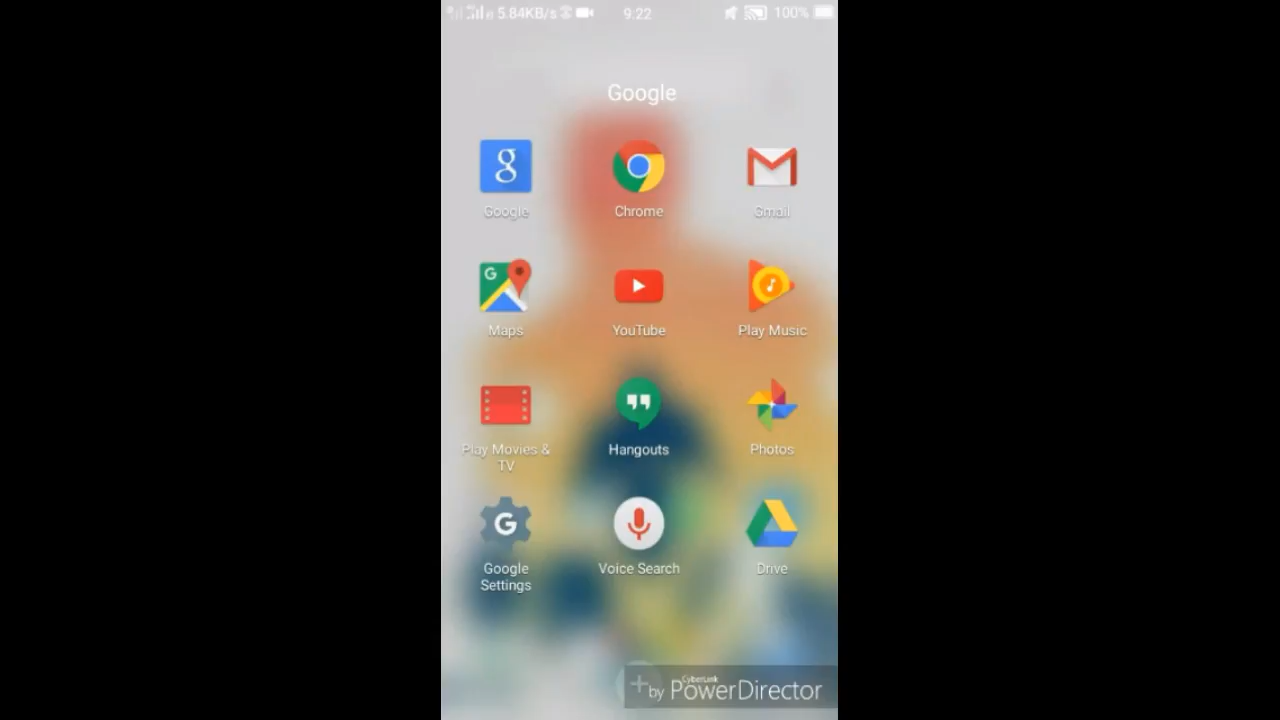 5.84KB/s
9:22
100%
Google
Google
Chrome
Gmail
Maps
YouTube
Play Music
Play Movies &
TV
Hangouts
Photos
Google
Settings
Voice Search
Drive
CyberLink
by PowerDirector